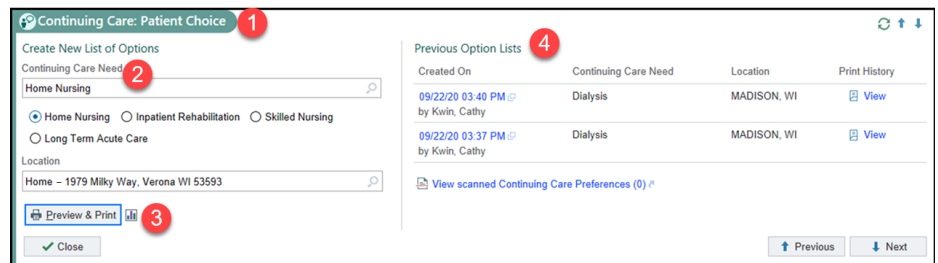 Continuing Care: Patient Choice
1
Create New List of Options
Continuing Care Need
2
Home Nursing
Home Nursing Inpatient Rehabilitation Skilled Nursing
Long Term Acute Care
Location
Home – 1979 Milky Way, Verona WI 53593
Preview & Print
3
Close
Previous Option Lists
4
Created On Continuing Care Need Location Print History
09/22/20 03:40 PM Dialysis MADISON, WI View
by Kwin, Cathy
09/22/20 03:37 PM Dialysis MADISON, WI View
by Kwin, Cathy
View scanned Continuing Care Preferences (0)
Previous Next